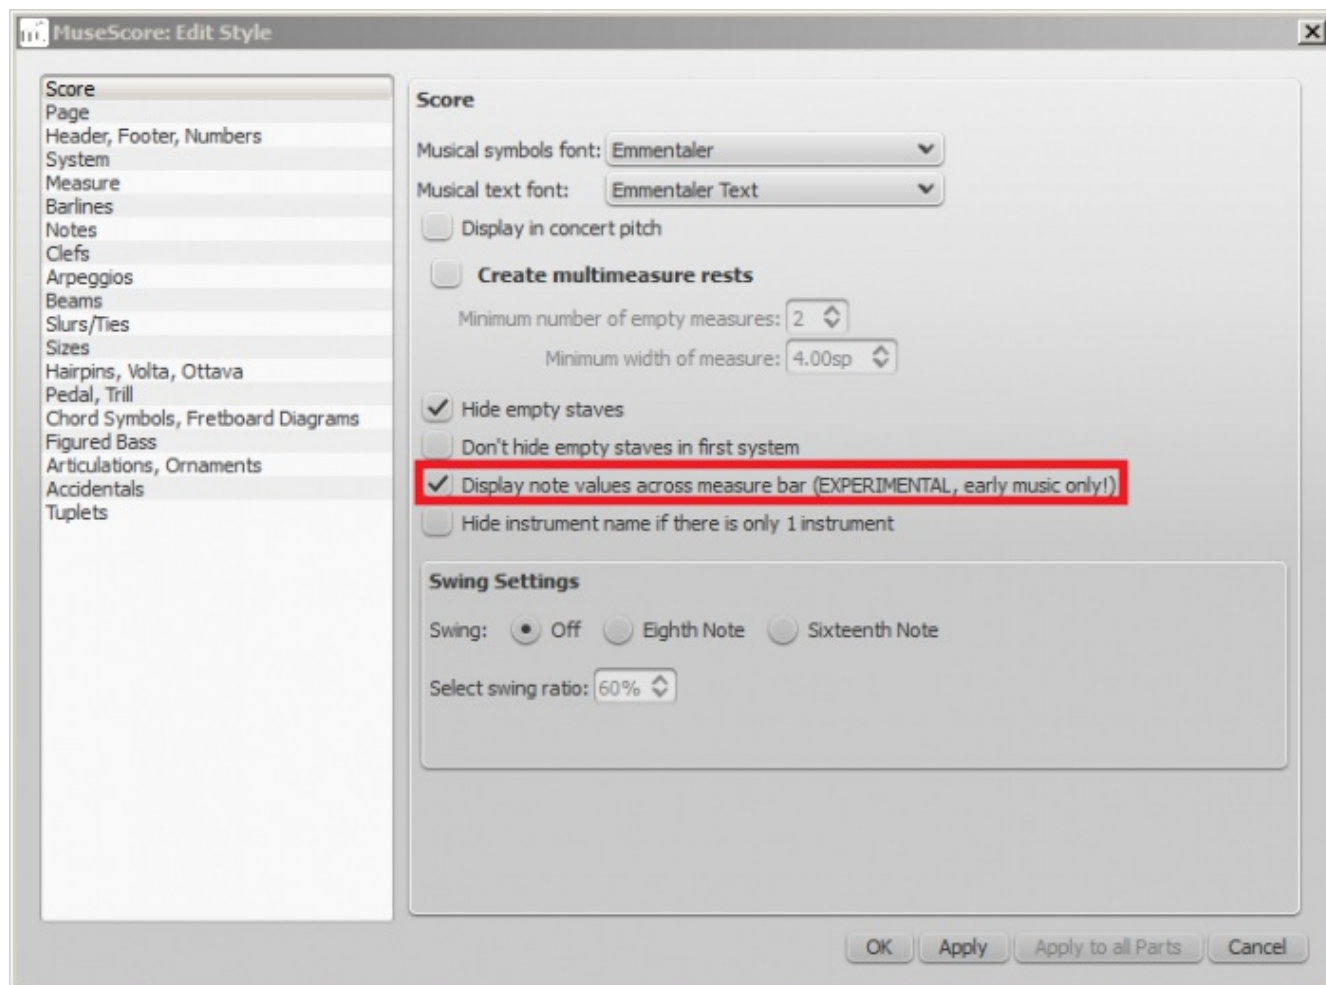 MuseScore: Edit Style
Score
Page
Header, Footer, Numbers
System
Measure
Barlines
Notes
Clefs
Arpeggios
Beams
Slurs/Ties
Sizes
Hairpins, Volta, Ottava
Pedal, Trill
Chord Symbols, Fretboard Diagrams
Figured Bass
Articulations, Ornaments
Accidentals
Tuplets
Score
Musical symbols font: Emmentaler
Musical text font: Emmentaler Text
Display in concert pitch
Create multimeasure rests
Minimum number of empty measures: 2
Minimum width of measure: 4.00sp
Hide empty staves
Don't hide empty staves in first system
Display note values across measure bar (EXPERIMENTAL, early music only!)
Hide instrument name if there is only 1 instrument
Swing Settings
Swing: Off Eighth Note Sixteenth Note
Select swing ratio: 60%
OK Apply Apply to all Parts Cancel